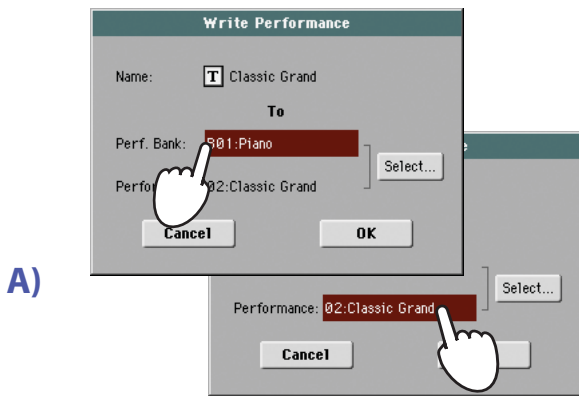 Write Performance
Name: T Classic Grand
To
Perf. Bank: B01:Piano
Select...
02:Classic Grand
Cancel OK
A)
Select...
Performance: 02:Classic Grand
Cancel